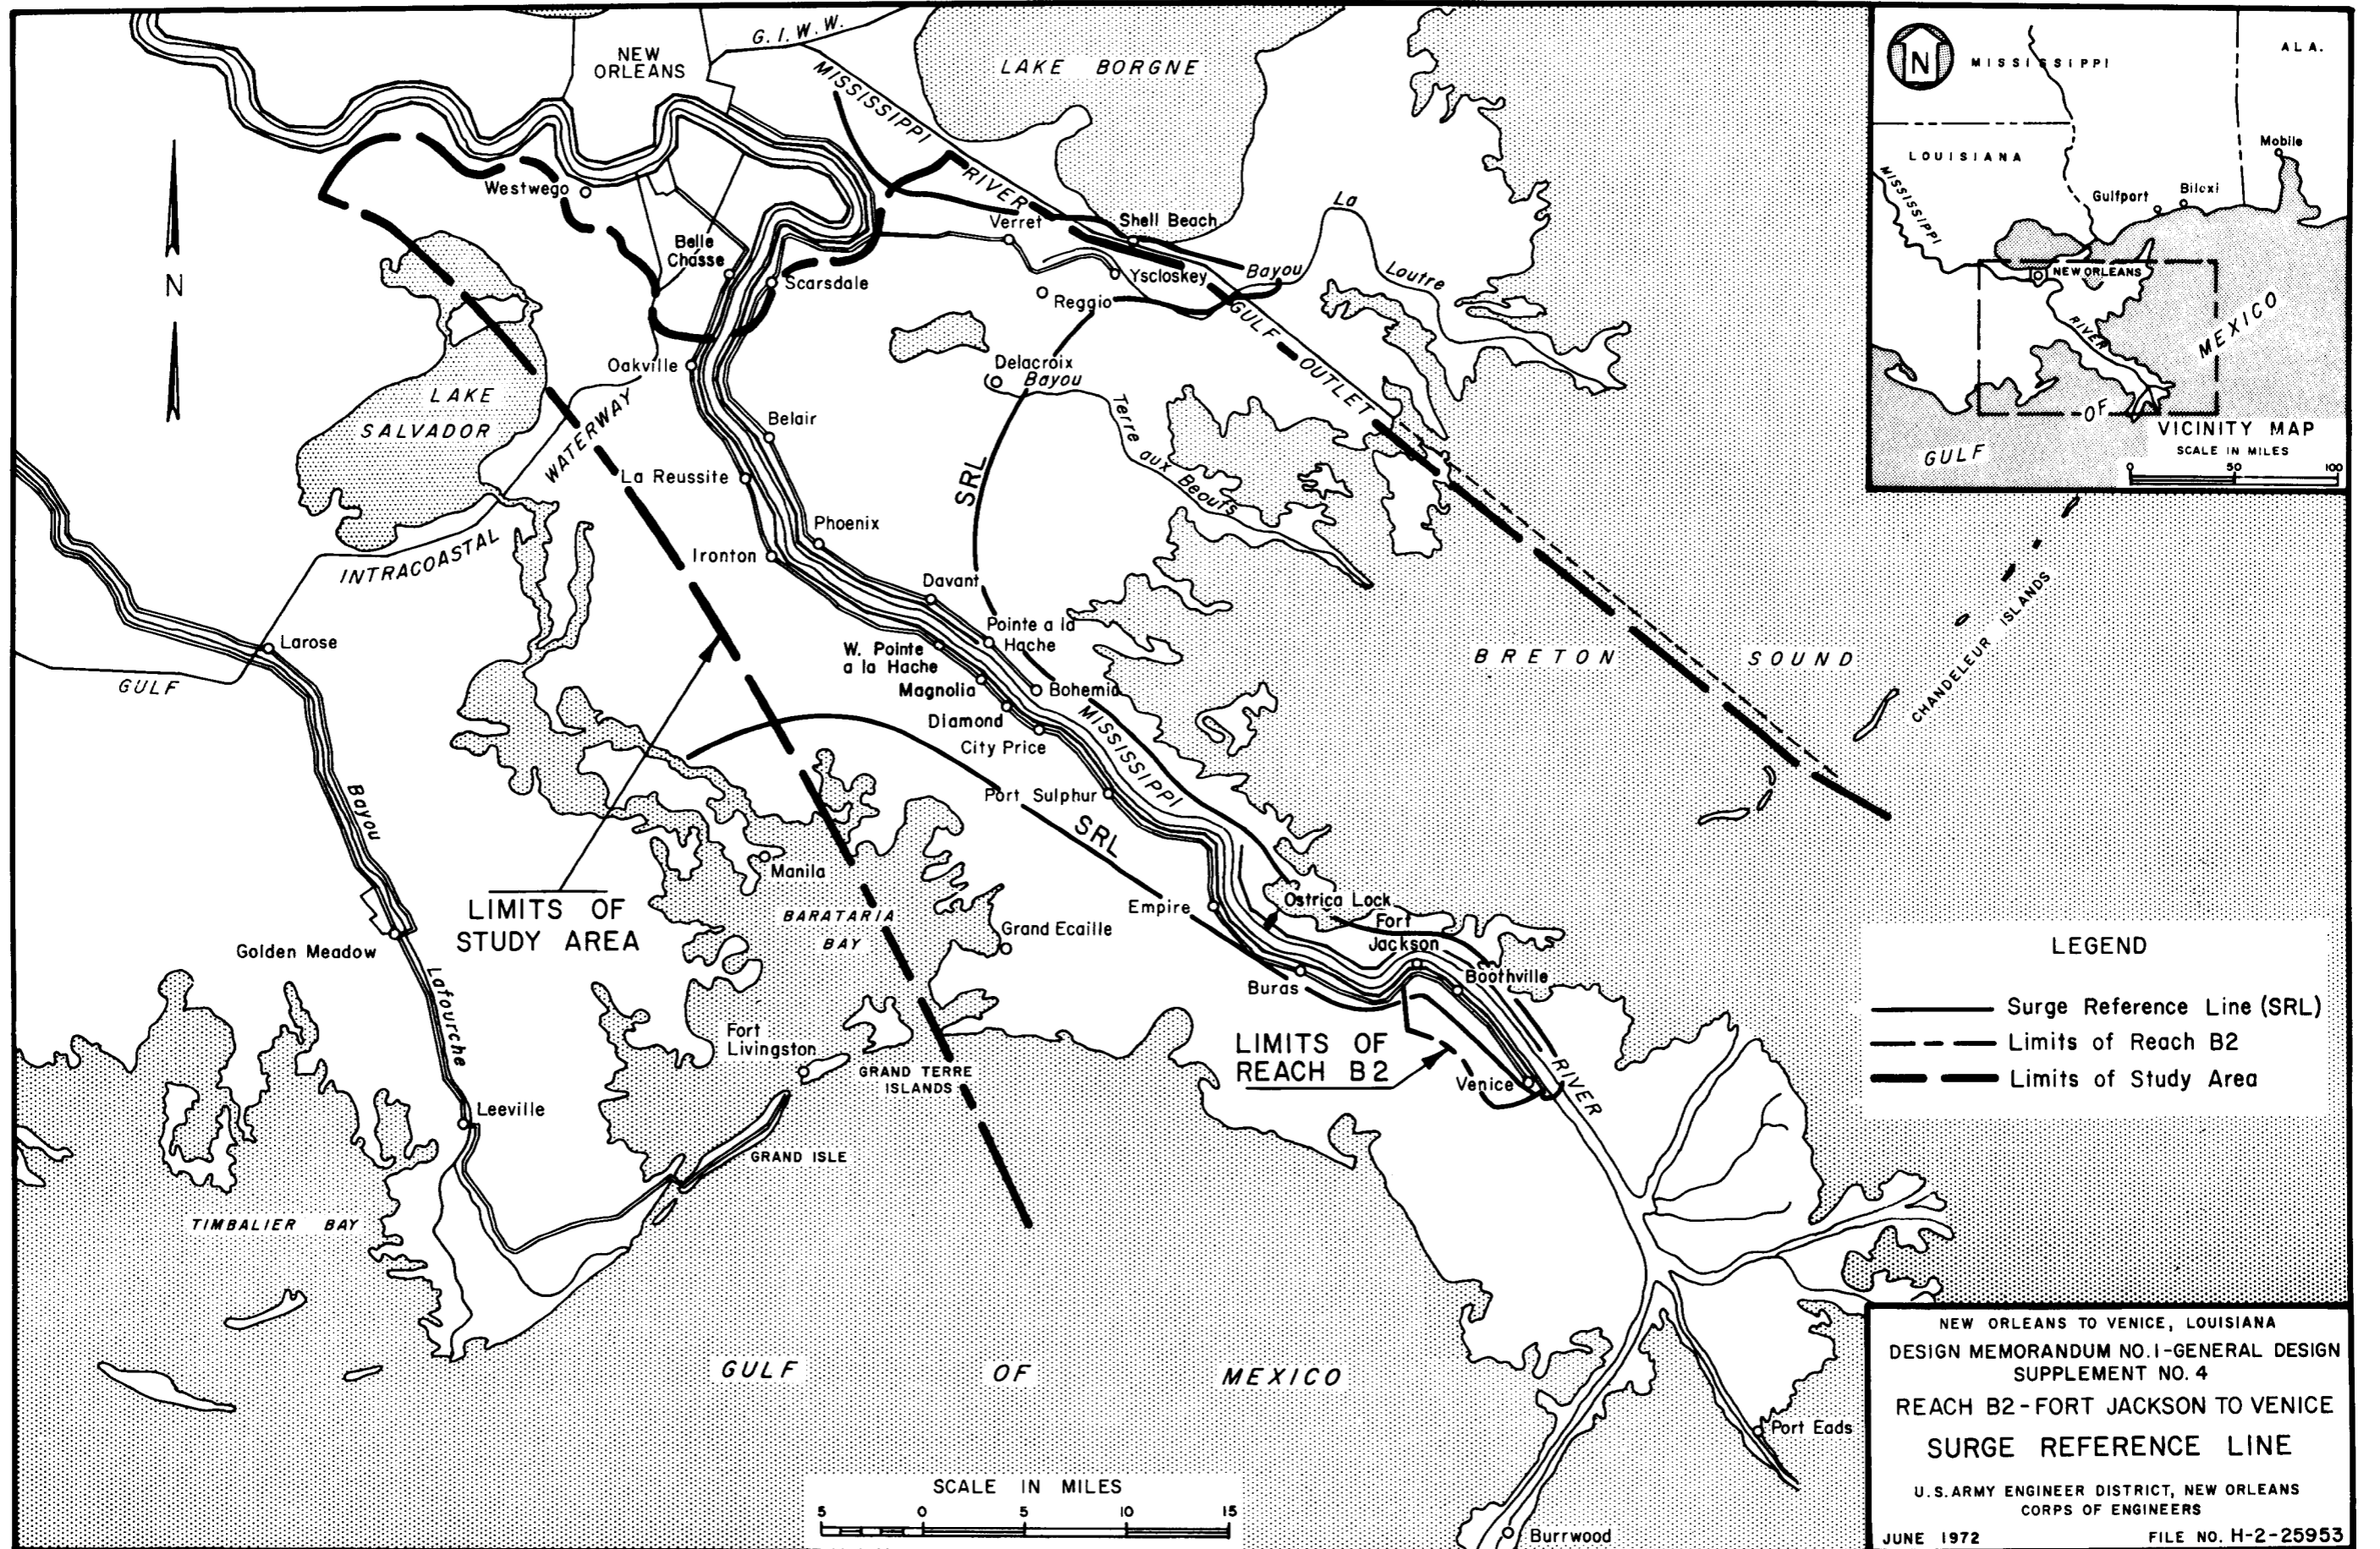 G. I. W. W.
NEW
ORLEANS
LAKE BORGNE
MISSISSIPPI
RIVER
GULF OUTLET
Westwego
Belle
Chasse
Scarsdale
Verret
Shell Beach
Yscloskey
Reggio
Bayou
La
Loutre
Delacroix
Bayou
Terre
aux Beoufs
N
LAKE
SALVADOR
Oakville
WATERWAY
Belair
SRL
La Reussite
Phoenix
Ironton
INTRACOASTAL
Davant
Pointe a la
Hache
W. Pointe
a la Hache
Larose
GULF
Magnolia
Bohemia
Diamond
City Price
MISSISSIPPI
BRETON SOUND
CHANDELEUR ISLANDS
Port Sulphur
SRL
Bayou
Manila
LIMITS OF
STUDY AREA
BARATARIA
BAY
Grand Ecaille
Empire
Ostrica Lock
Fort
Jackson
Boothville
Buras
Golden Meadow
Lafourche
Fort
Livingston
GRAND TERRE
ISLANDS
LIMITS OF
REACH B2
Venice
RIVER
Leeville
GRAND ISLE
TIMBALIER BAY
GULF OF MEXICO
Port Eads
Burrwood
SCALE IN MILES
5 0 5 10 15
N
MISSISSIPPI
ALA.
LOUISIANA
Mobile
MISSISSIPPI
Gulfport
Biloxi
NEW ORLEANS
RIVER
MEXICO
OF
GULF
VICINITY MAP
SCALE IN MILES
0 50 100
LEGEND
Surge Reference Line (SRL)
Limits of Reach B2
Limits of Study Area
NEW ORLEANS TO VENICE, LOUISIANA
DESIGN MEMORANDUM NO. 1-GENERAL DESIGN
SUPPLEMENT NO. 4
REACH B2-FORT JACKSON TO VENICE
SURGE REFERENCE LINE
U.S. ARMY ENGINEER DISTRICT, NEW ORLEANS
CORPS OF ENGINEERS
JUNE 1972 FILE NO. H-2-25953